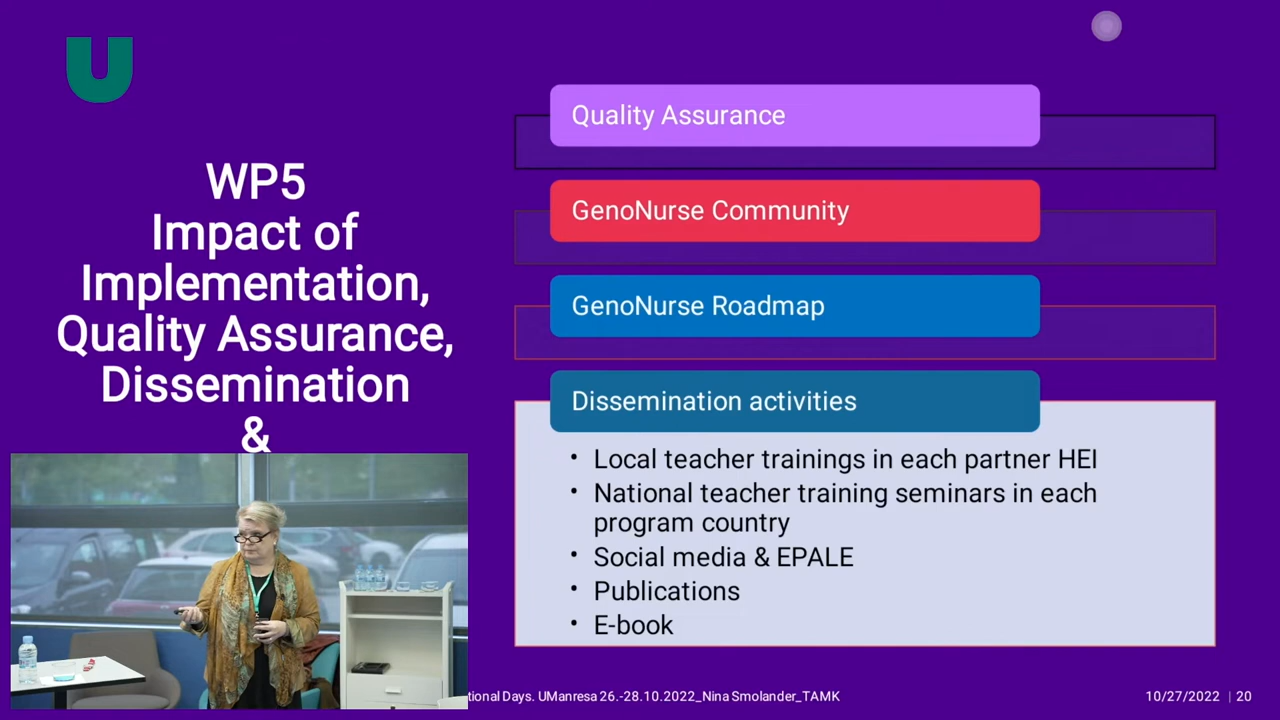 WP5
Impact of
Implementation,
Quality Assurance,
Dissemination
&
Quality Assurance
GenoNurse Community
GenoNurse Roadmap
Dissemination activities
• Local teacher trainings in each partner HEI
• National teacher training seminars in each
program country
• Social media & EPALE
• Publications
• E-book
Days. UManresa 26.-28.10.2022_Nina Smolander_TAMK
10/27/2022 | 20